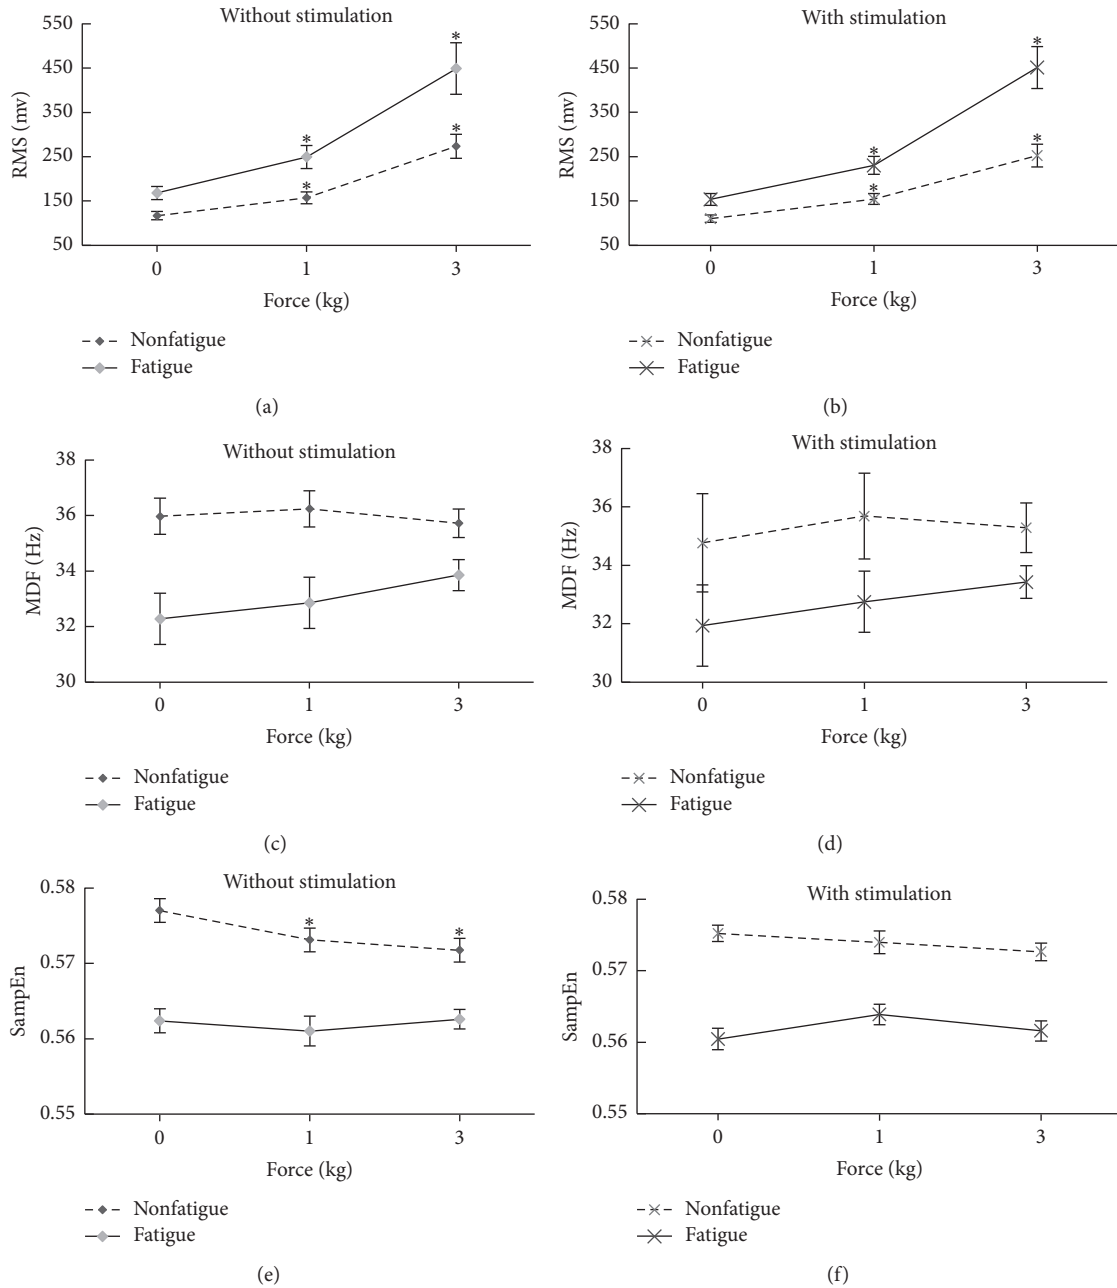 Without stimulation
550
450
350
250
150
50
RMS (mv)
*
*
*
*
0
1
3
Force (kg)
Nonfatigue
Fatigue
(a)
With stimulation
550
450
350
250
150
50
RMS (mv)
*
*
*
*
0
1
3
Force (kg)
Nonfatigue
Fatigue
(b)
Without stimulation
38
36
34
32
30
MDF (Hz)
0
1
3
Force (kg)
Nonfatigue
Fatigue
(c)
With stimulation
38
36
34
32
30
MDF (Hz)
0
1
3
Force (kg)
Nonfatigue
Fatigue
(d)
Without stimulation
0.58
0.57
0.56
0.55
SampEn
*
*
0
1
3
Force (kg)
Nonfatigue
Fatigue
(e)
With stimulation
0.58
0.57
0.56
0.55
SampEn
0
1
3
Force (kg)
Nonfatigue
Fatigue
(f)